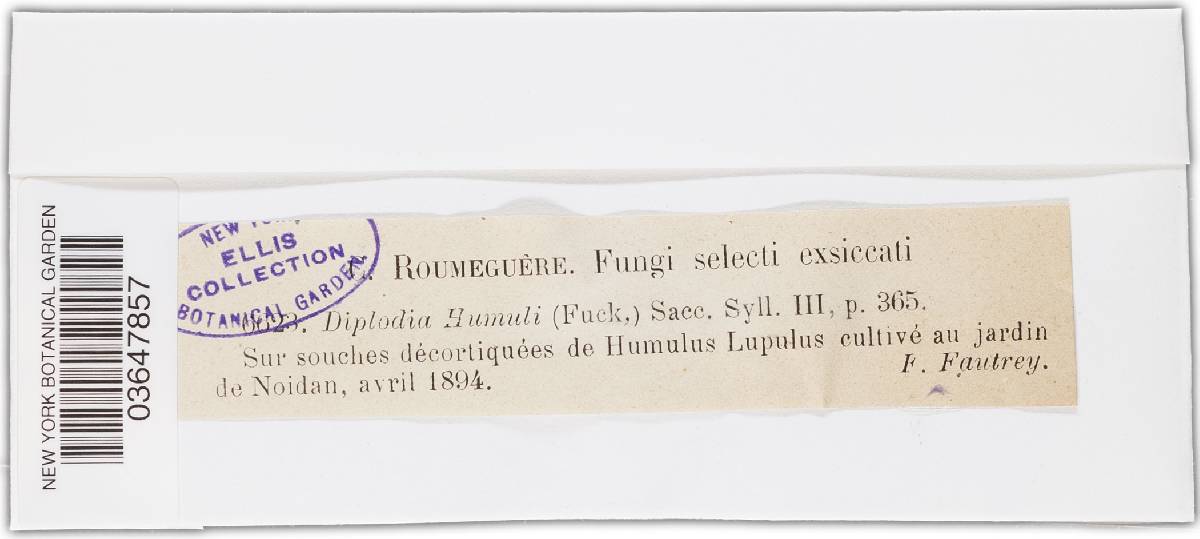 NEW YORK BOTANICAL GARDEN
03647857
NEW YORK
ELLIS
COLLECTION
BOTANICAL GARDEN
ROUMEGUÈRE. Fungi selecti exsiccati
Diplodia Humuli (Fuck.) Sacc. Syll. III, p. 365.
Sur souches décortiquées de Humulus Lupulus cultivé au jardin
de Noidan, avril 1894.
F. Fautrey.